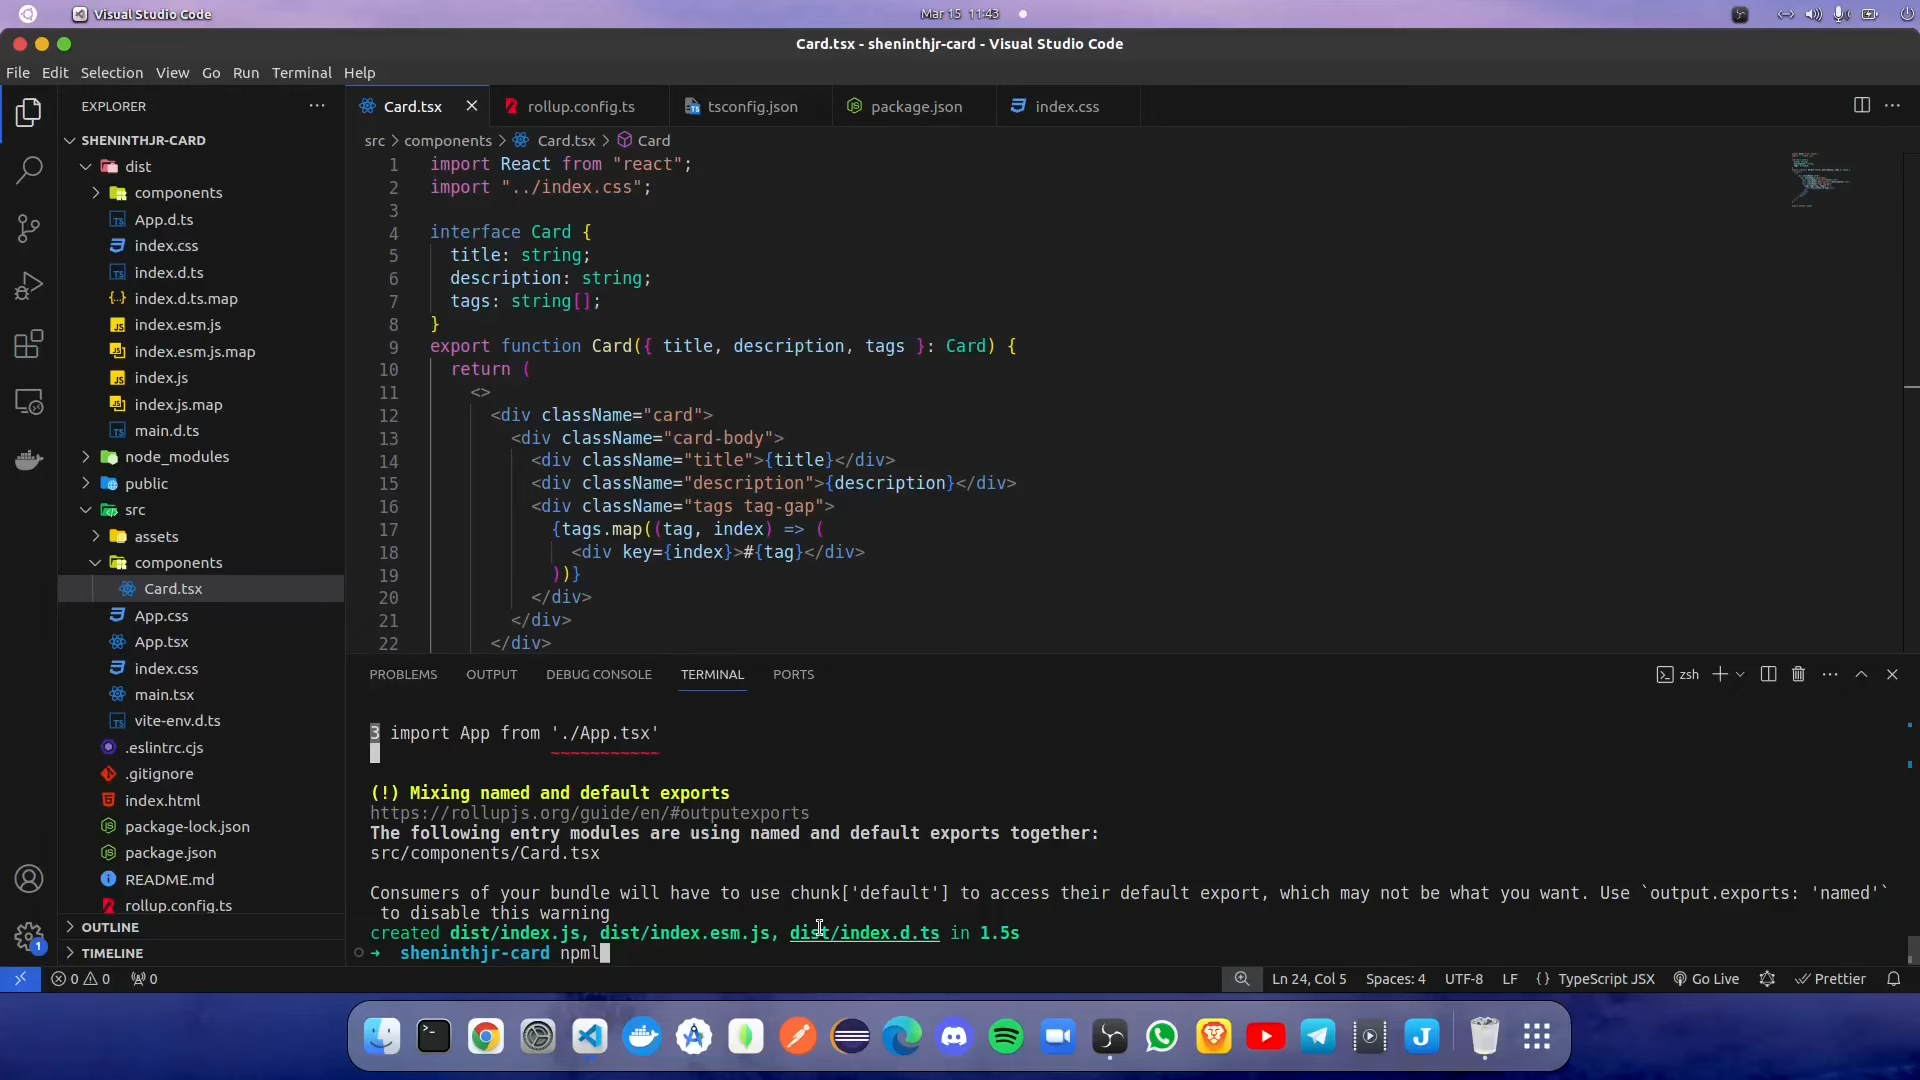 Visual Studio Code
Mar 15 11:43
Card.tsx - sheninthjr-card - Visual Studio Code
File Edit Selection View Go Run Terminal Help
EXPLORER
SHENINTHJR-CARD
dist
components
App.d.ts
index.css
index.d.ts
index.d.ts.map
index.esm.js
index.esm.js.map
index.js
index.js.map
main.d.ts
node_modules
public
src
assets
components
Card.tsx
App.css
App.tsx
index.css
main.tsx
vite-env.d.ts
.eslintrc.cjs
.gitignore
index.html
package-lock.json
package.json
README.md
rollup.config.ts
OUTLINE
TIMELINE
Card.tsx rollup.config.ts tsconfig.json package.json index.css
src > components > Card.tsx > Card
1 import React from "react";
2 import "../index.css";
3
4 interface Card {
5 title: string;
6 description: string;
7 tags: string[];
8 }
9 export function Card({ title, description, tags }: Card) {
10 return (
11 <>
12 <div className="card">
13 <div className="card-body">
14 <div className="title">{title}</div>
15 <div className="description">{description}</div>
16 <div className="tags tag-gap">
17 {tags.map((tag, index) => (
18 <div key={index}>#{tag}</div>
19 ))}
20 </div>
21 </div>
22 </div>
PROBLEMS OUTPUT DEBUG CONSOLE TERMINAL PORTS
zsh
3 import App from './App.tsx'
~~~~~~~~~~~
(!) Mixing named and default exports
https://rollupjs.org/guide/en/#outputexports
The following entry modules are using named and default exports together:
src/components/Card.tsx
Consumers of your bundle will have to use chunk['default'] to access their default export, which may not be what you want. Use `output.exports: 'named'`
to disable this warning
created dist/index.js, dist/index.esm.js, dist/index.d.ts in 1.5s
➜ sheninthjr-card npml
1
0 0 0
Ln 24, Col 5 Spaces: 4 UTF-8 LF {} TypeScript JSX Go Live Prettier